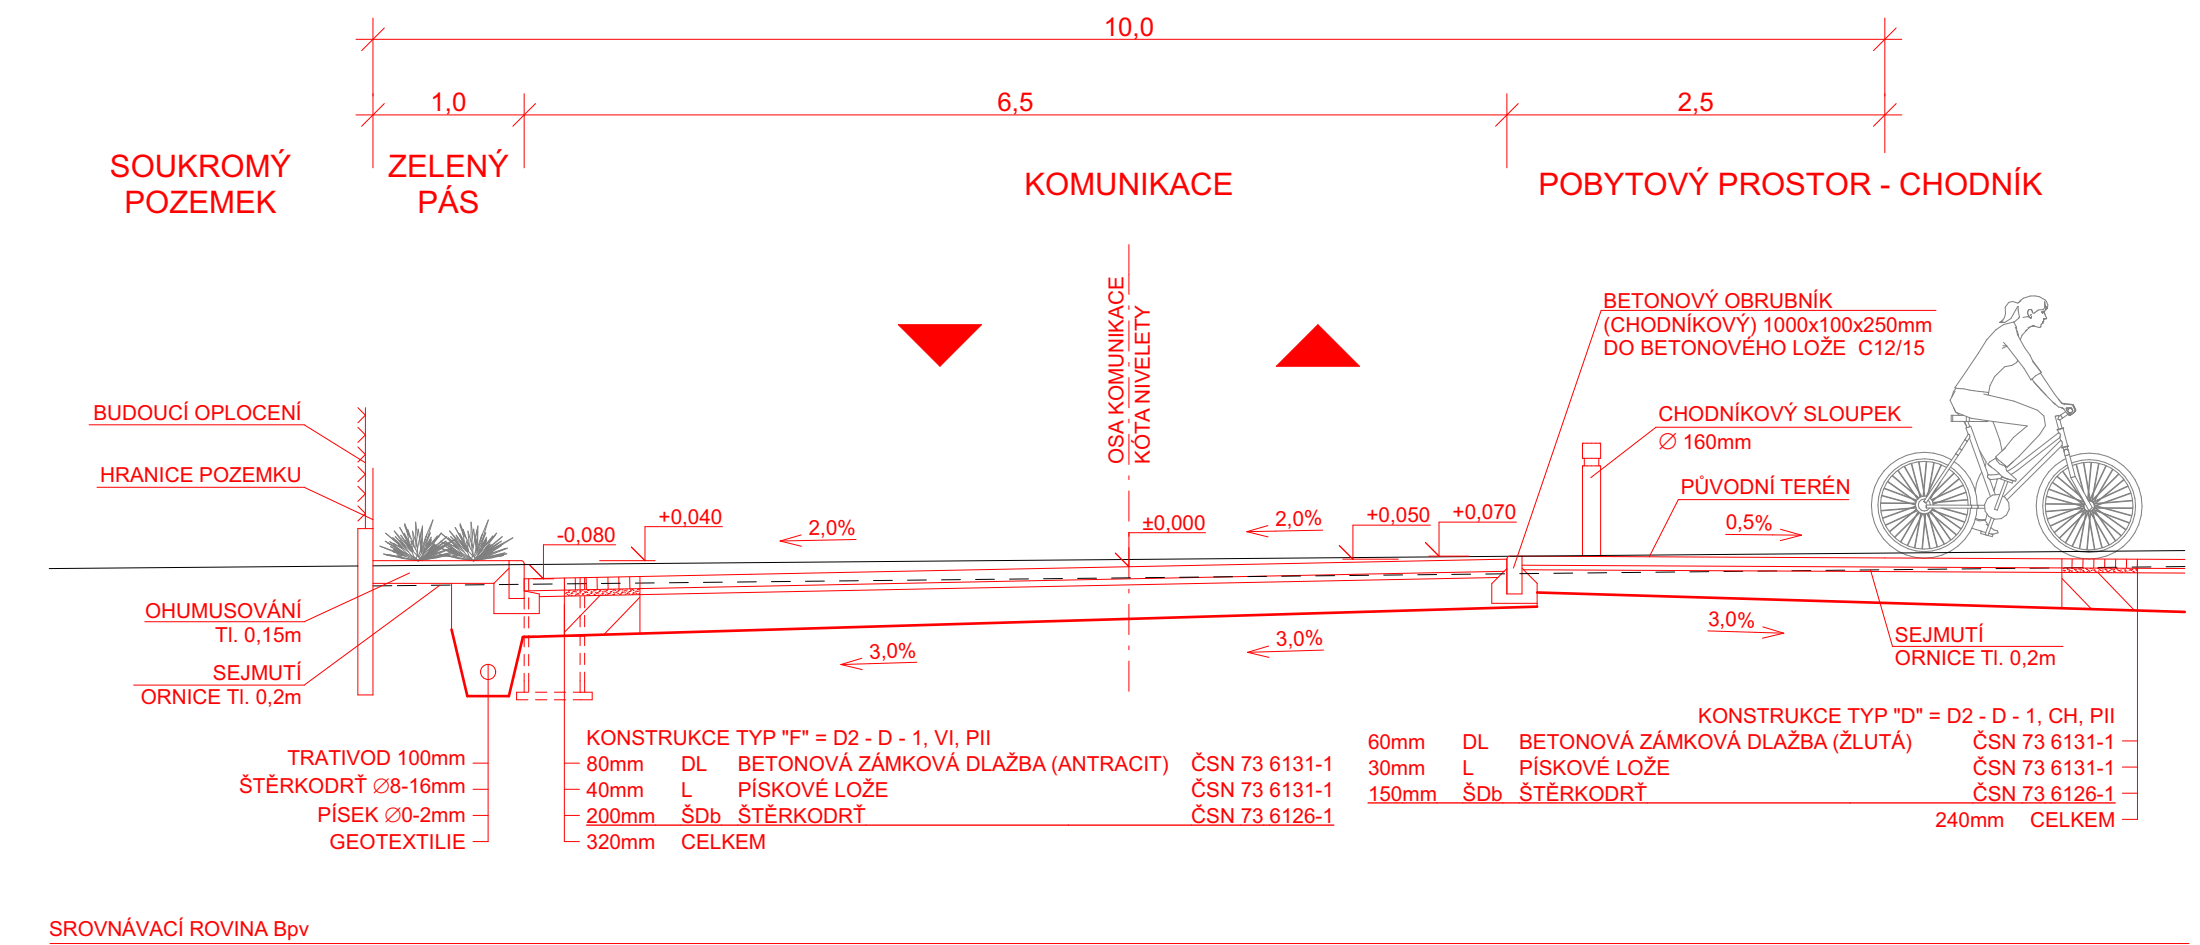 10,0
1,0
6,5
2,5
SOUKROMÝ
POZEMEK
ZELENÝ
PÁS
KOMUNIKACE
POBYTOVÝ PROSTOR - CHODNÍK
OSA KOMUNIKACE
KÓTA NIVELETY
BETONOVÝ OBRUBNÍK
(CHODNÍKOVÝ) 1000x100x250mm
DO BETONOVÉHO LOŽE C12/15
BUDOUCÍ OPLOCENÍ
CHODNÍKOVÝ SLOUPEK
∅ 160mm
HRANICE POZEMKU
PŮVODNÍ TERÉN
-0,080
+0,040
2,0%
±0,000
2,0%
+0,050
+0,070
0,5%
OHUMUSOVÁNÍ
Tl. 0,15m
SEJMUTÍ
ORNICE Tl. 0,2m
3,0%
3,0%
3,0%
SEJMUTÍ
ORNICE Tl. 0,2m
TRATIVOD 100mm
ŠTĚRKODRŤ ∅8-16mm
PÍSEK ∅0-2mm
GEOTEXTILIE
KONSTRUKCE TYP "F" = D2 - D - 1, VI, PII
80mm DL BETONOVÁ ZÁMKOVÁ DLAŽBA (ANTRACIT) ČSN 73 6131-1
40mm L PÍSKOVÉ LOŽE ČSN 73 6131-1
200mm ŠDb ŠTĚRKODRŤ ČSN 73 6126-1
320mm CELKEM
KONSTRUKCE TYP "D" = D2 - D - 1, CH, PII
60mm DL BETONOVÁ ZÁMKOVÁ DLAŽBA (ŽLUTÁ) ČSN 73 6131-1
30mm L PÍSKOVÉ LOŽE ČSN 73 6131-1
150mm ŠDb ŠTĚRKODRŤ ČSN 73 6126-1
240mm CELKEM
SROVNÁVACÍ ROVINA Bpv